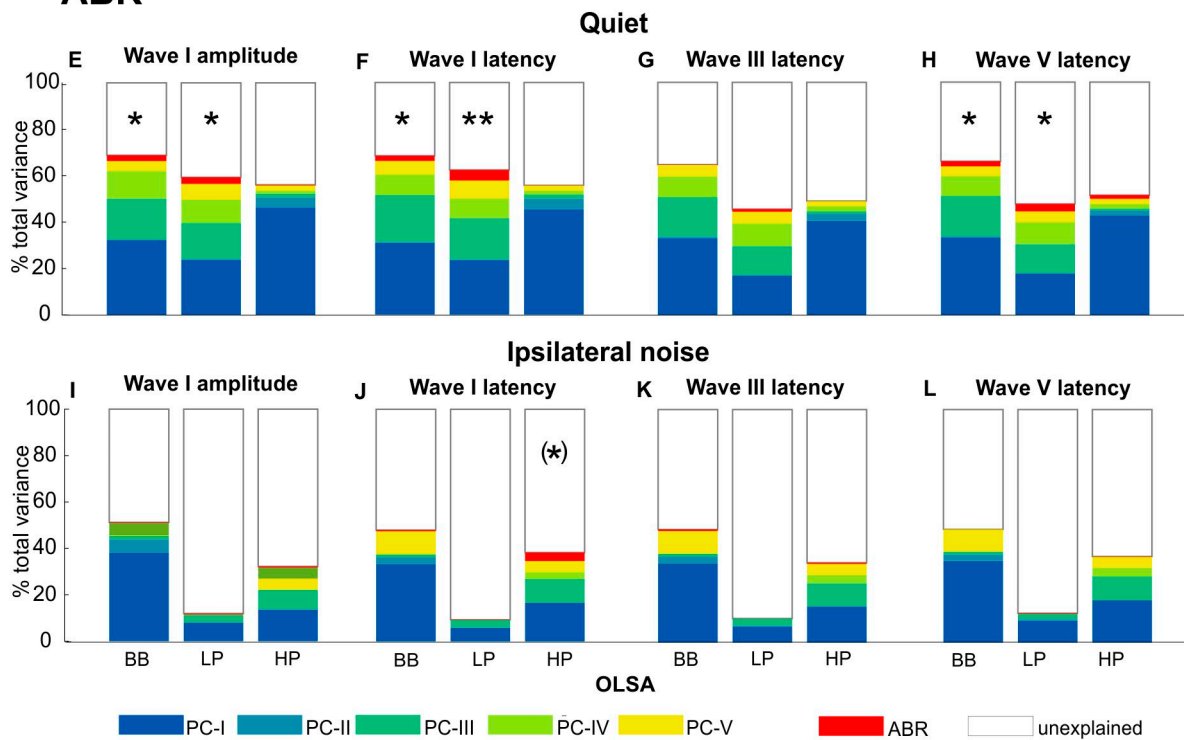 ABR
Quiet
E Wave I amplitude F Wave I latency G Wave III latency H Wave V latency
100
80
60
40
20
0
% total variance
* * * ** * *
Ipsilateral noise
I Wave I amplitude J Wave I latency K Wave III latency L Wave V latency
100
80
60
40
20
0
% total variance
(*)
BB LP HP BB LP HP BB LP HP BB LP HP
OLSA
PC-I PC-II PC-III PC-IV PC-V ABR unexplained